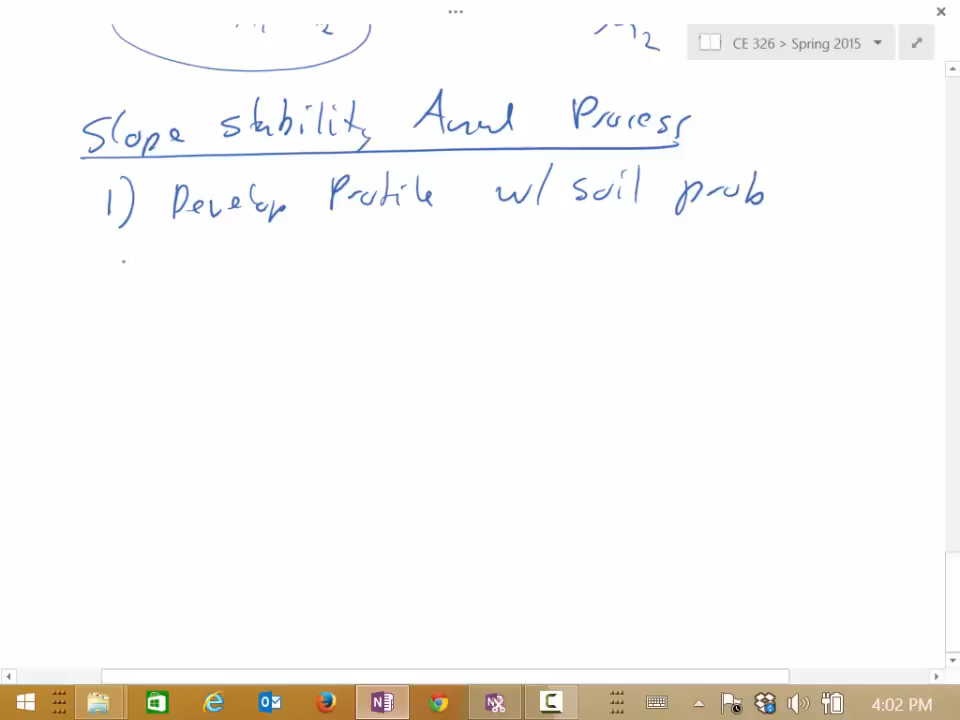 CE 326 > Spring 2015
Slope stability Anal Process
1) Develop Profile w/ soil prob
4:02 PM